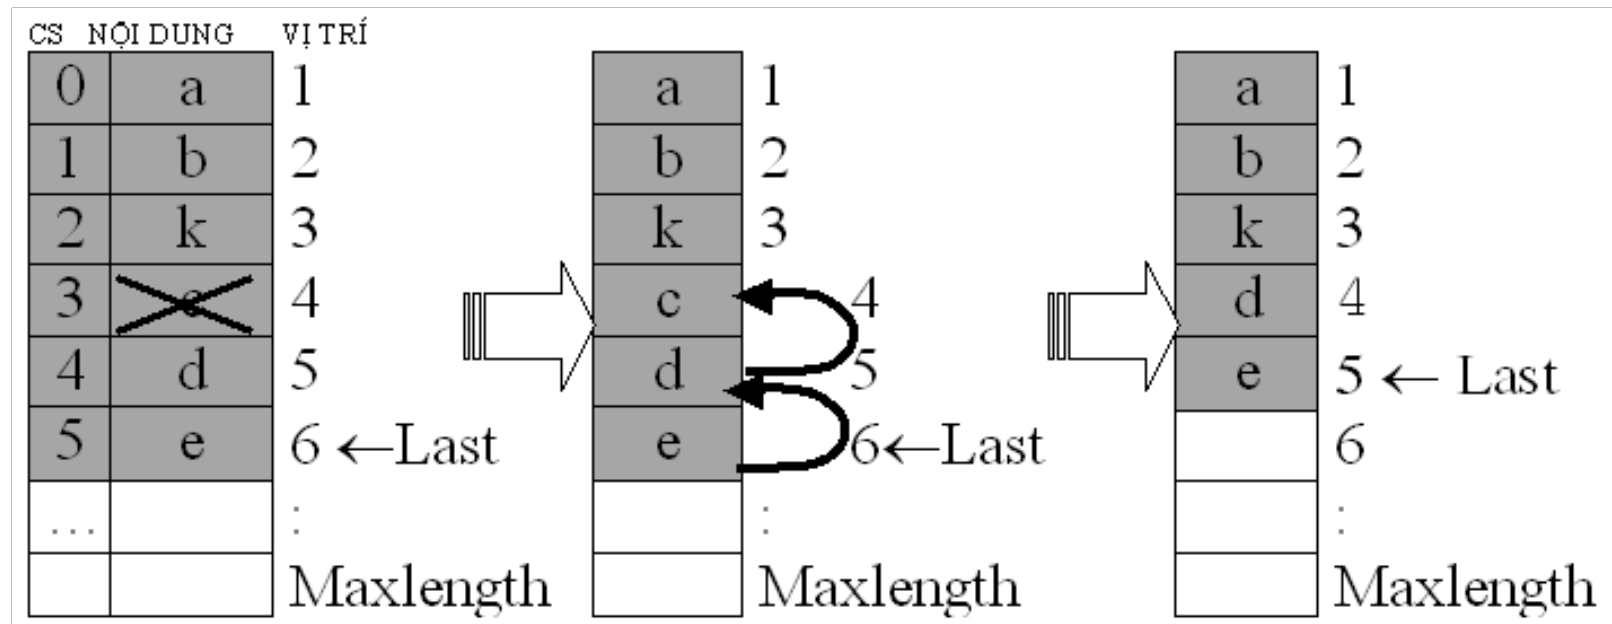 CS NỘI DUNG VỊ TRÍ
0 a 1 a 1 a 1
1 b 2 b 2 b 2
2 k 3 k 3 k 3
3 c 4 c 4 d 4
4 d 5 d 5 e 5 ← Last
5 e 6 ←Last e 6←Last 6
... : : :
Maxlength Maxlength Maxlength